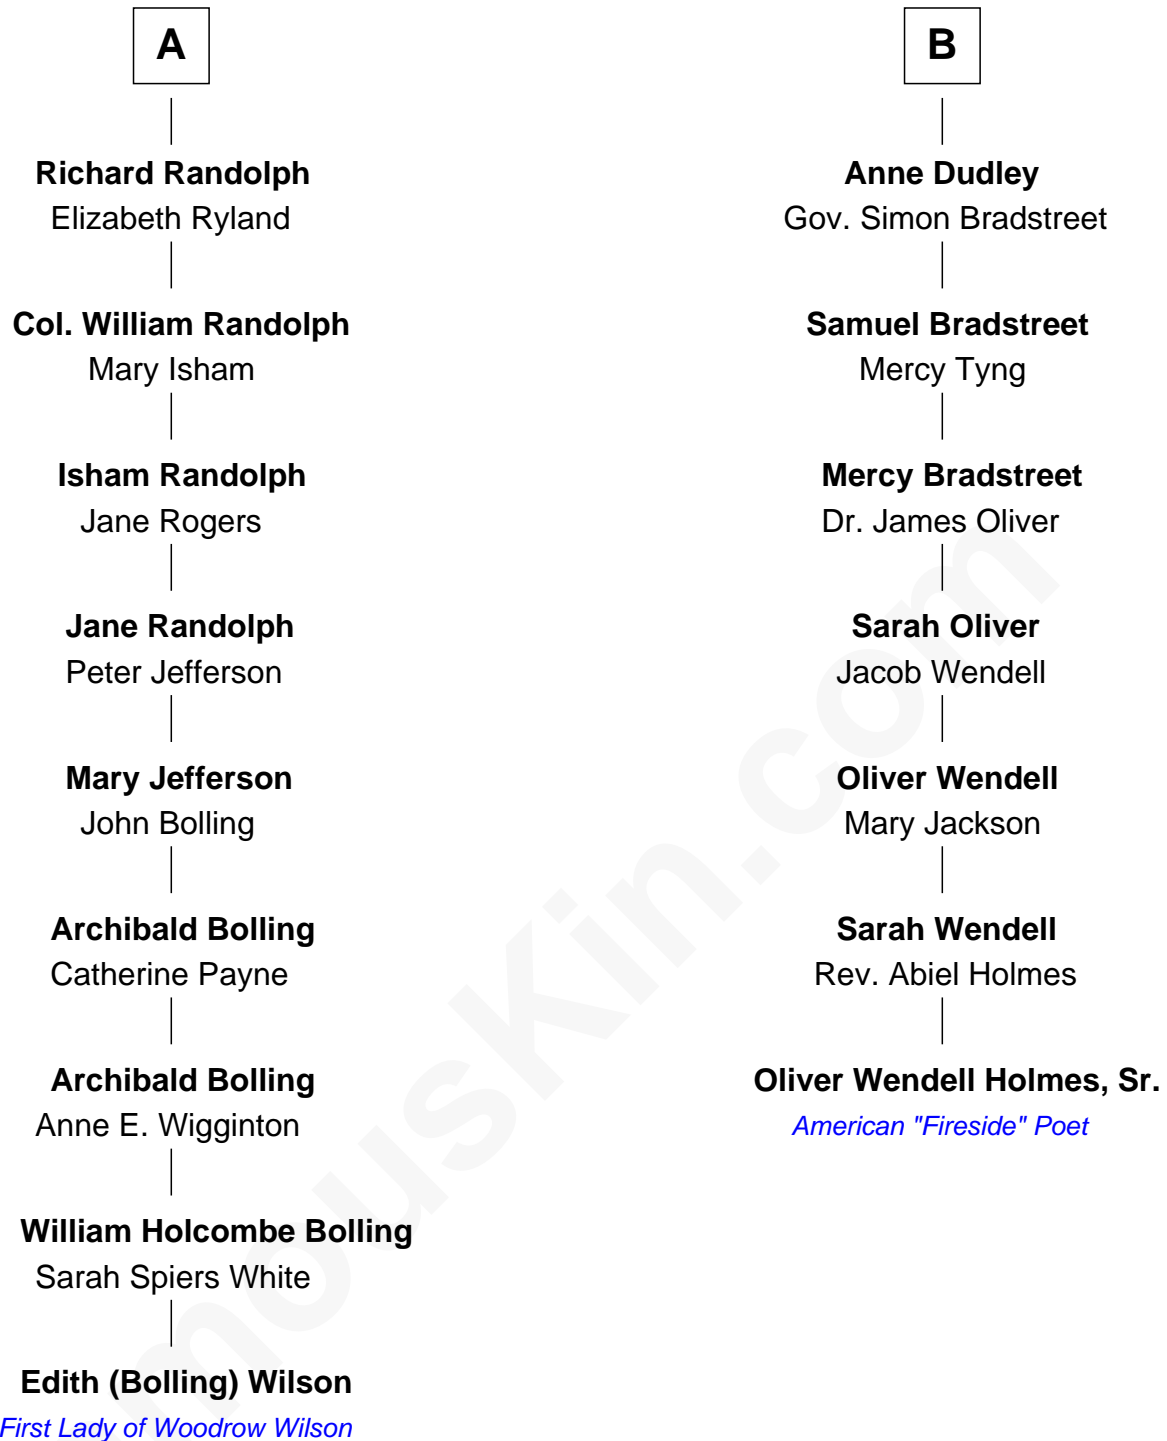 A
Richard Randolph
Elizabeth Ryland
Col. William Randolph
Mary Isham
Isham Randolph
Jane Rogers
Jane Randolph
Peter Jefferson
Mary Jefferson
John Bolling
Archibald Bolling
Catherine Payne
Archibald Bolling
Anne E. Wigginton
William Holcombe Bolling
Sarah Spiers White
Edith (Bolling) Wilson
First Lady of Woodrow Wilson
B
Anne Dudley
Gov. Simon Bradstreet
Samuel Bradstreet
Mercy Tyng
Mercy Bradstreet
Dr. James Oliver
Sarah Oliver
Jacob Wendell
Oliver Wendell
Mary Jackson
Sarah Wendell
Rev. Abiel Holmes
Oliver Wendell Holmes, Sr.
American "Fireside" Poet
mousKin.com